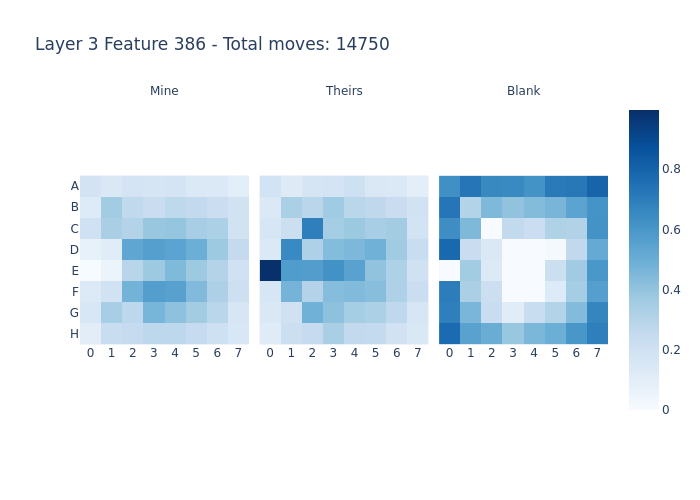 Layer 3 Feature 386 - Total moves: 14750
Mine Theirs Blank
A
B
C
D
E
F
G
H
0 1 2 3 4 5 6 7 0 1 2 3 4 5 6 7 0 1 2 3 4 5 6 7
0.8
0.6
0.4
0.2
0